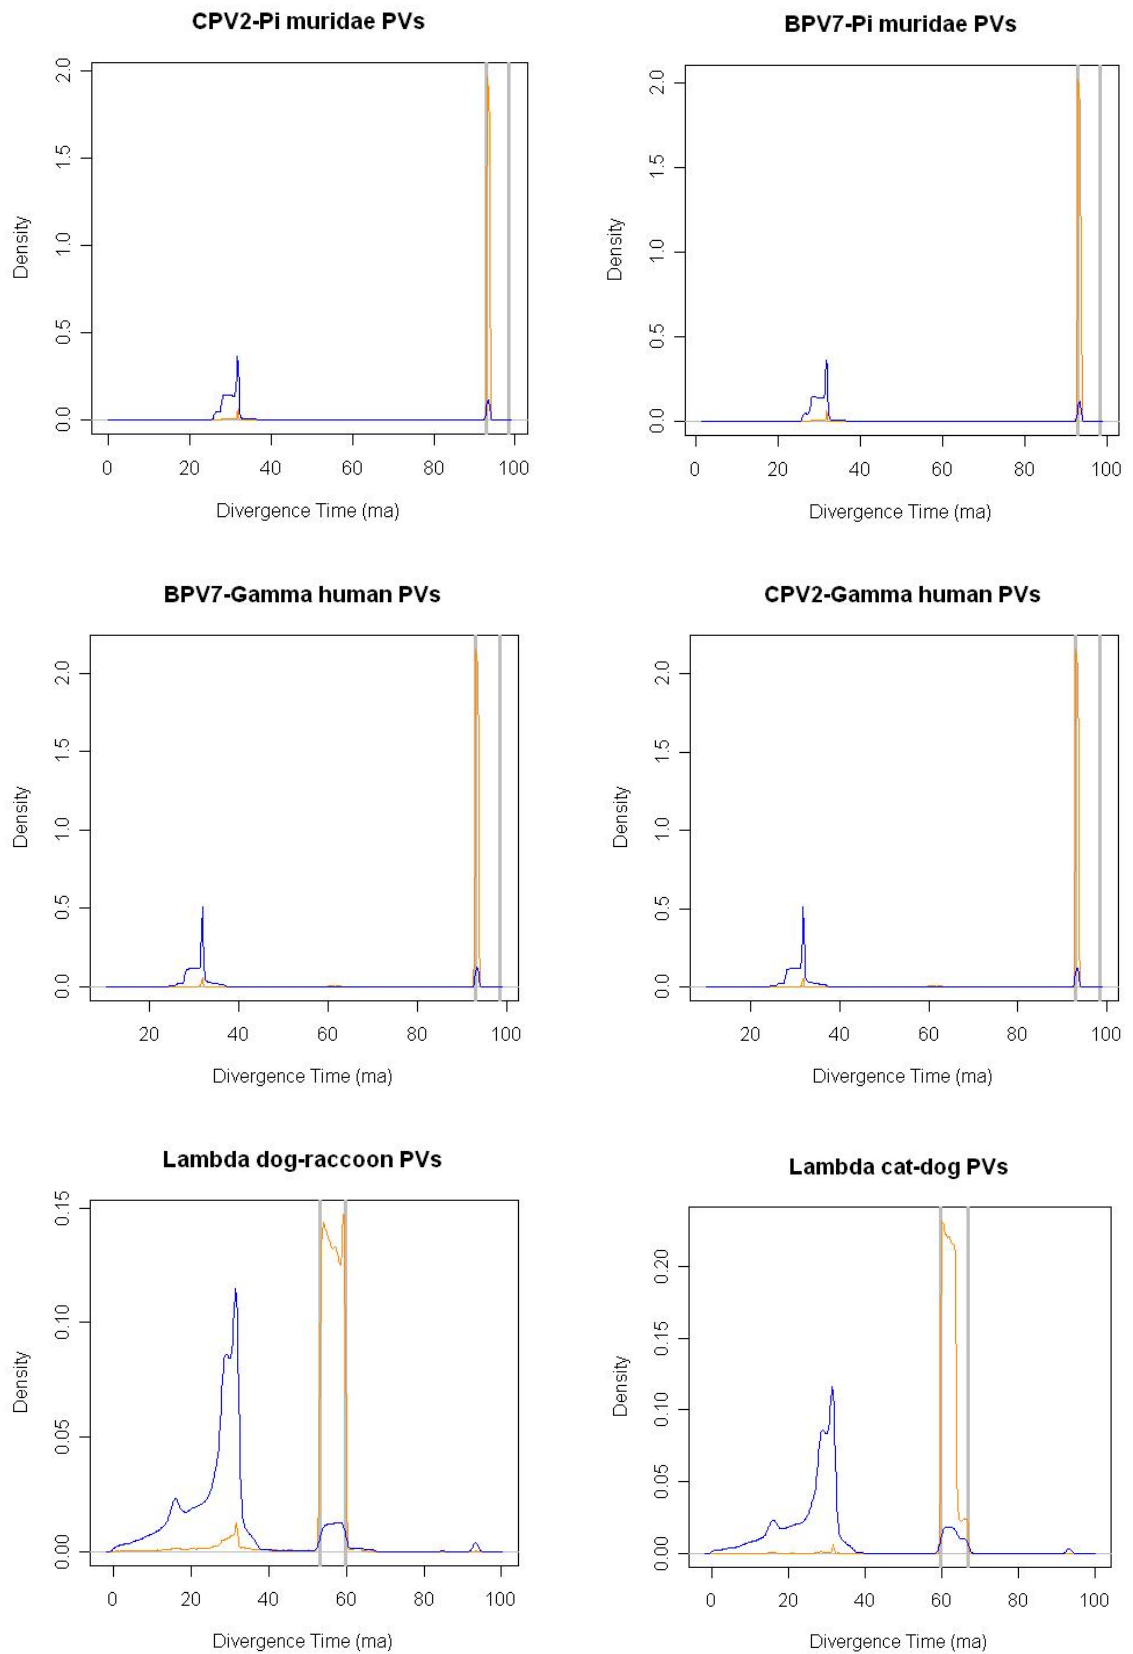 CPV2-Pi muridae PVs
Density
0.0 0.5 1.0 1.5 2.0
0 20 40 60 80 100
Divergence Time (ma)
BPV7-Pi muridae PVs
Density
0.0 0.5 1.0 1.5 2.0
0 20 40 60 80 100
Divergence Time (ma)
BPV7-Gamma human PVs
Density
0.0 0.5 1.0 1.5 2.0
20 40 60 80 100
Divergence Time (ma)
CPV2-Gamma human PVs
Density
0.0 0.5 1.0 1.5 2.0
20 40 60 80 100
Divergence Time (ma)
Lambda dog-raccoon PVs
Density
0.00 0.05 0.10 0.15
0 20 40 60 80 100
Divergence Time (ma)
Lambda cat-dog PVs
Density
0.00 0.05 0.10 0.15 0.20
0 20 40 60 80 100
Divergence Time (ma)